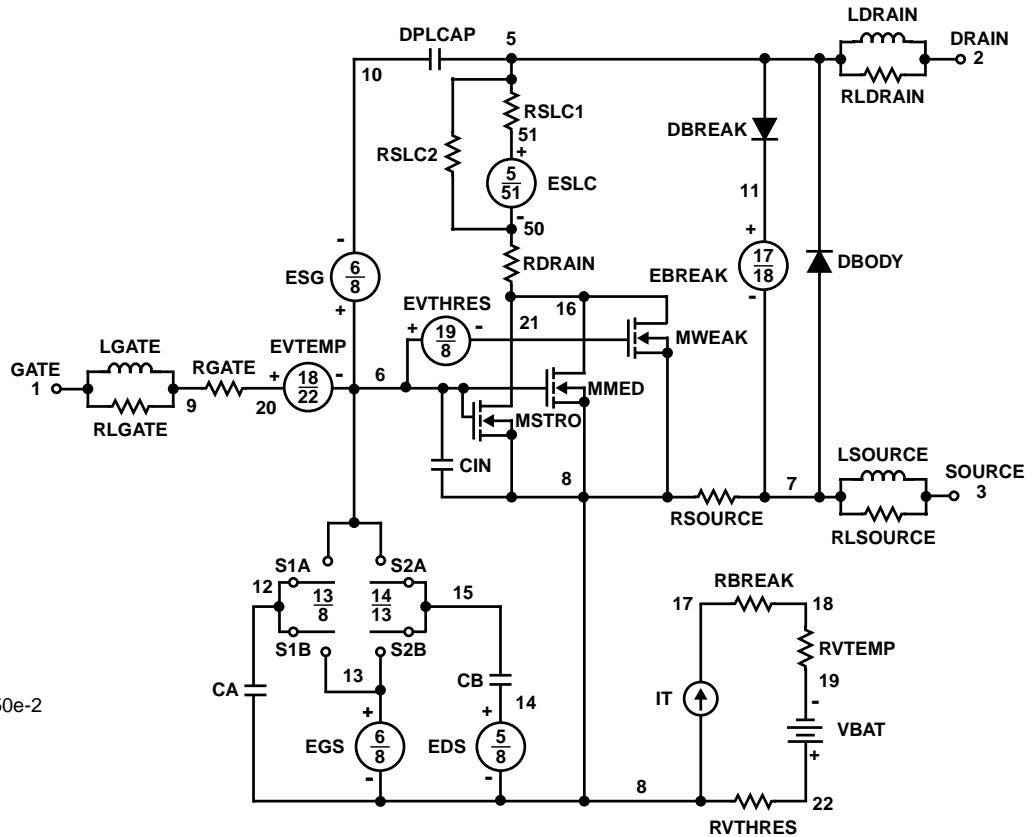 LDRAIN
DPLCAP 5 DRAIN
10 2
RSLC1 RLDRAIN
51 DBREAK
RSLC2 +
5
51 ESLC
11
- 50
- RDRAIN +
ESG 6
8 EBREAK 17
18 DBODY
+ EVTHRES 16 -
+ 19
8 - 21 MWEAK
LGATE EVTEMP
GATE RGATE + 18
22 - 6 MMED
1 9 20 MSTRO
RLGATE LSOURCE
CIN 8 7 SOURCE
3
RSOURCE RLSOURCE
S1A S2A
12 13
8 14
13 15 RBREAK
17 18
S1B S2B RVTEMP
13 CB 19
CA 14 IT -
50e-2 + + VBAT
EGS 6
8 EDS 5
8 +
- - 8 22
RVTHRES